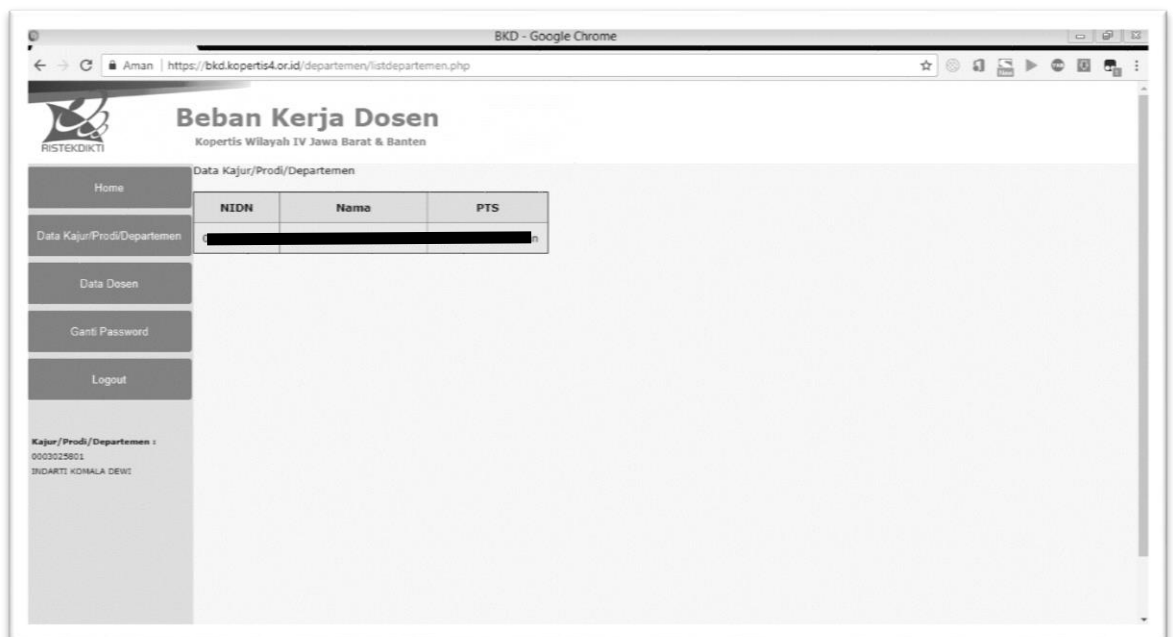 BKD - Google Chrome
Aman | https://bkd.kopertis4.or.id/departemen/listdepartemen.php
RISTEKDIKTI
Beban Kerja Dosen
Kopertis Wilayah IV Jawa Barat & Banten
Home
Data Kajur/Prodi/Departemen
Data Dosen
Ganti Password
Logout
Kajur/Prodi/Departemen :
0003025801
INDARTI KOMALA DEWI
Data Kajur/Prodi/Departemen
NIDN Nama PTS